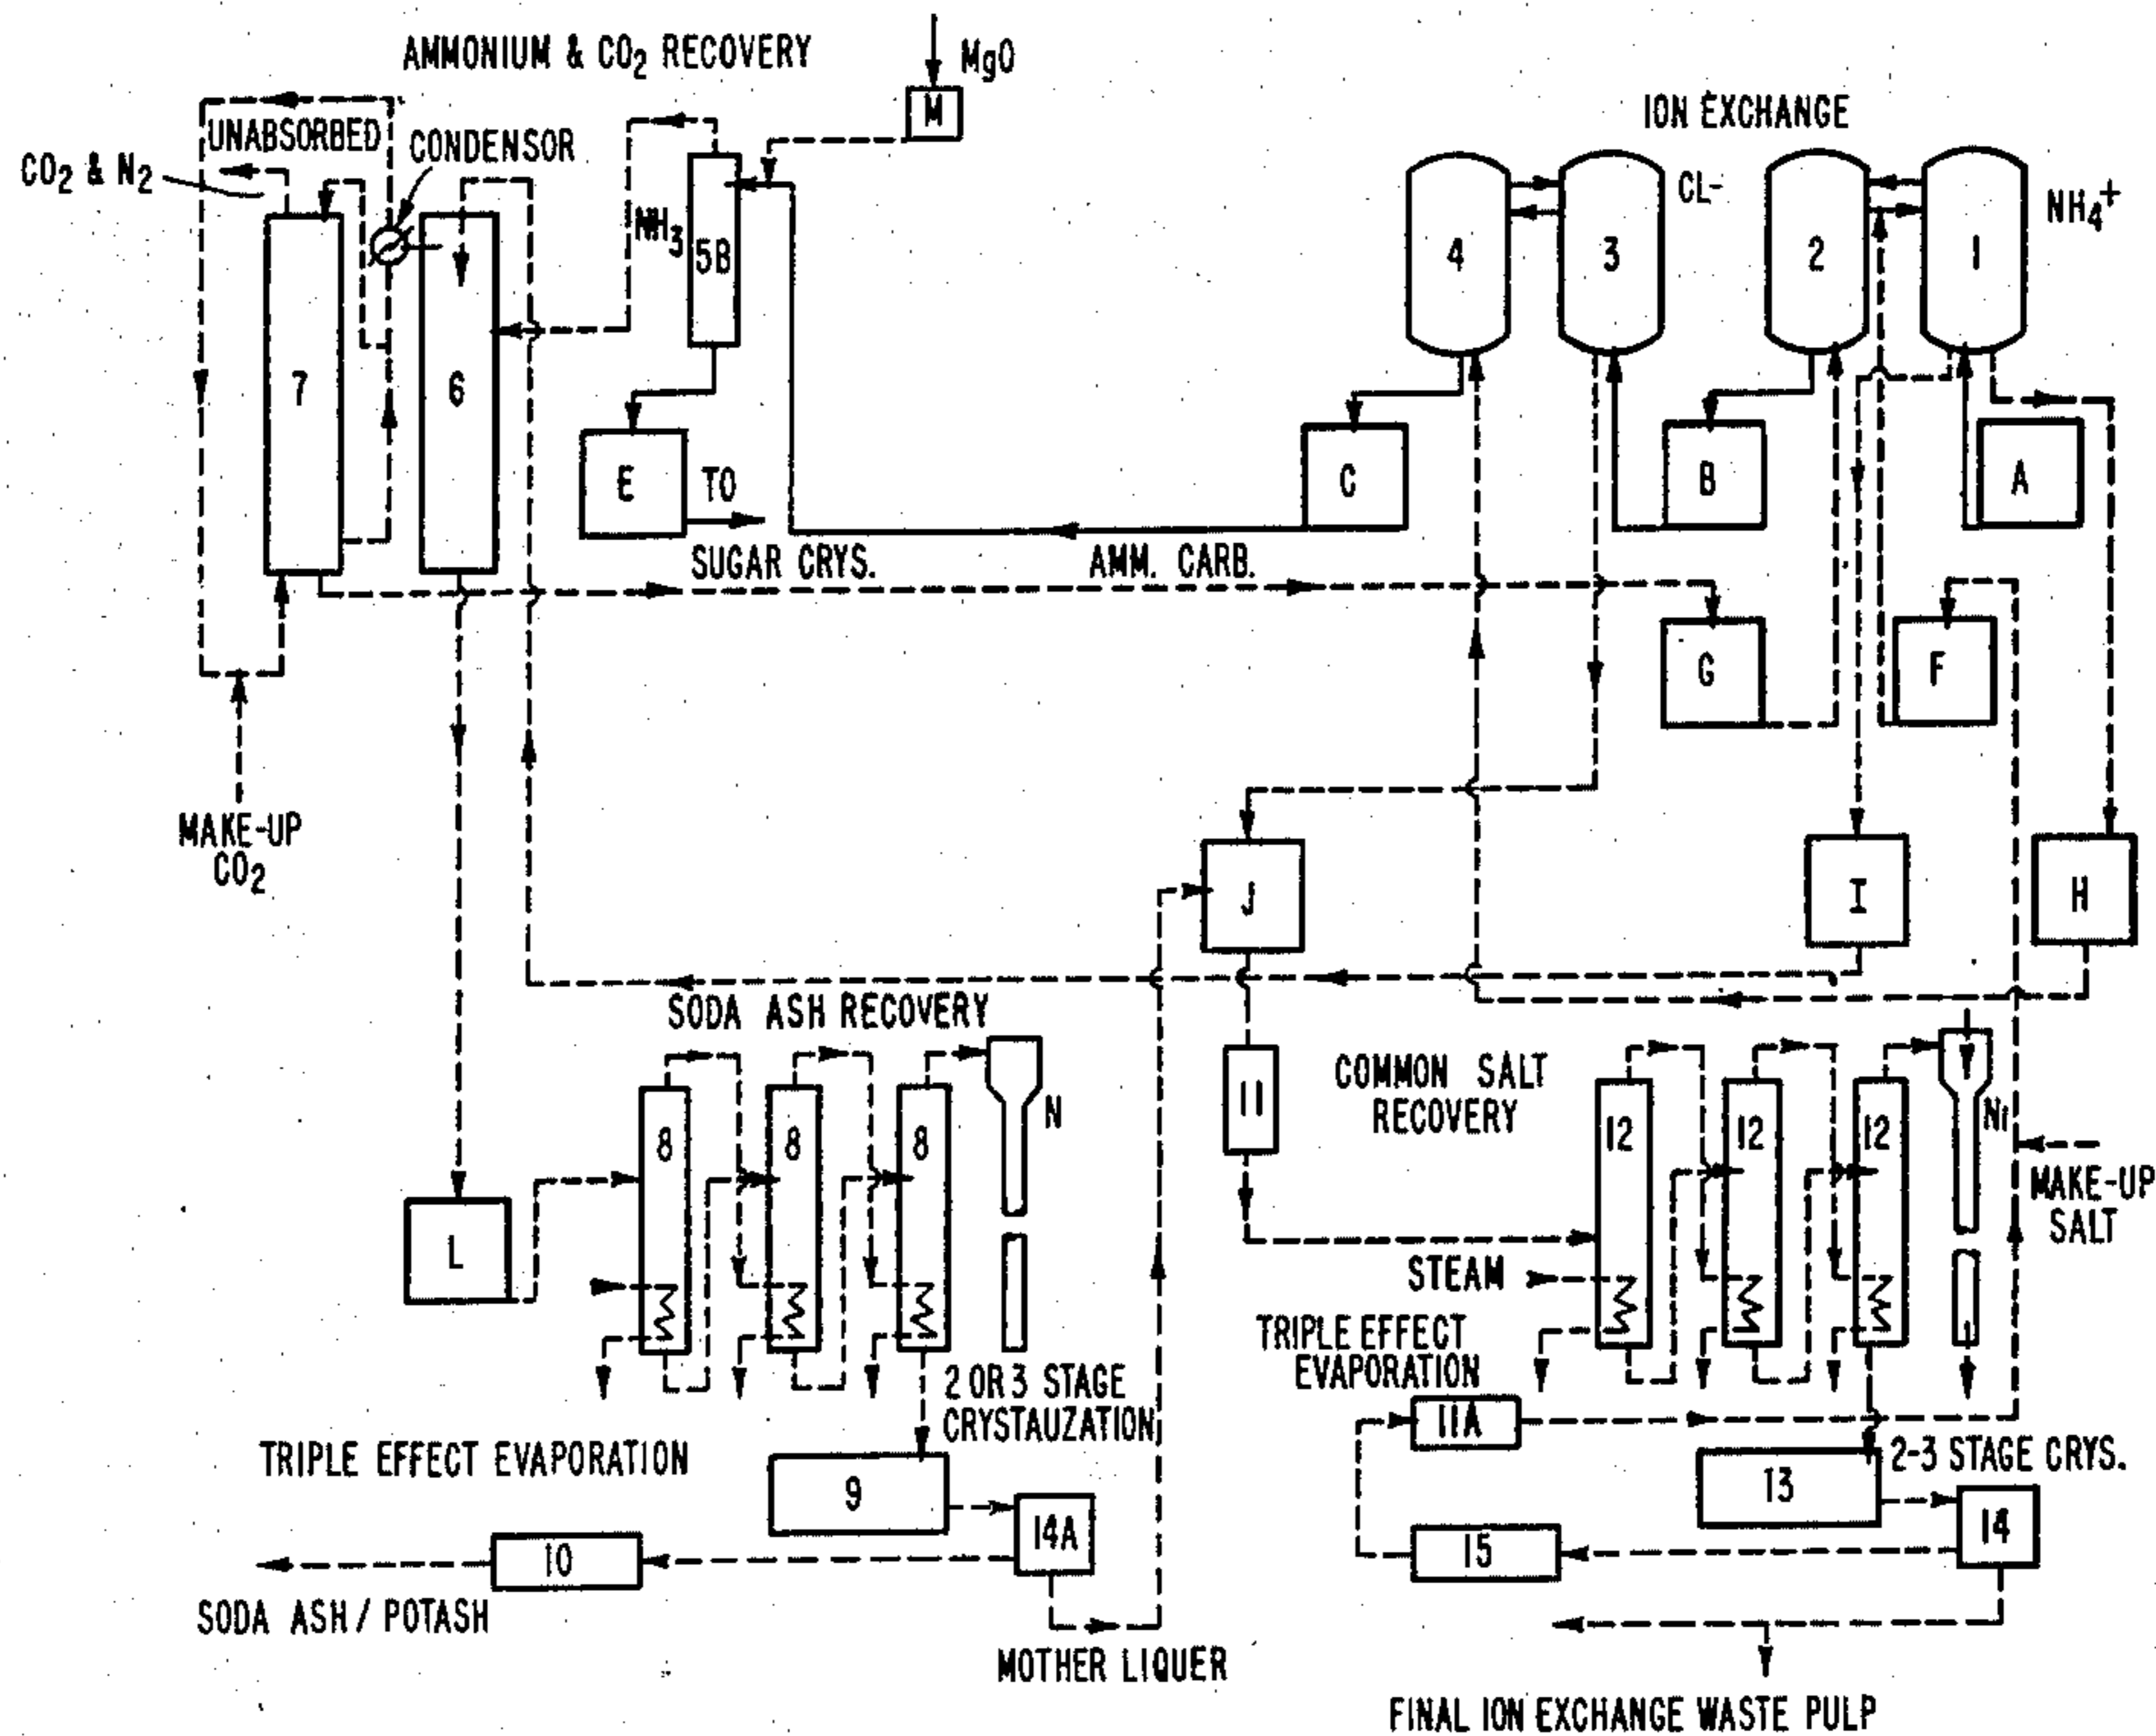 AMMONIUM & CO2 RECOVERY
MgO
M
ION EXCHANGE
UNABSORBED
CONDENSOR
CO2 & N2
NH3
5B
4
3
CL-
2
1
NH4+
7
6
E
TO
C
B
A
SUGAR CRYS.
AMM. CARB.
G
F
MAKE-UP
CO2
J
I
H
SODA ASH RECOVERY
COMMON SALT
RECOVERY
11
8
8
8
N
12
12
12
N1
MAKE-UP
SALT
L
STEAM
TRIPLE EFFECT
EVAPORATION
2 OR 3 STAGE
CRYSTAUZATION
11A
2-3 STAGE CRYS.
TRIPLE EFFECT EVAPORATION
9
14A
13
14
10
15
SODA ASH / POTASH
MOTHER LIQUER
FINAL ION EXCHANGE WASTE PULP